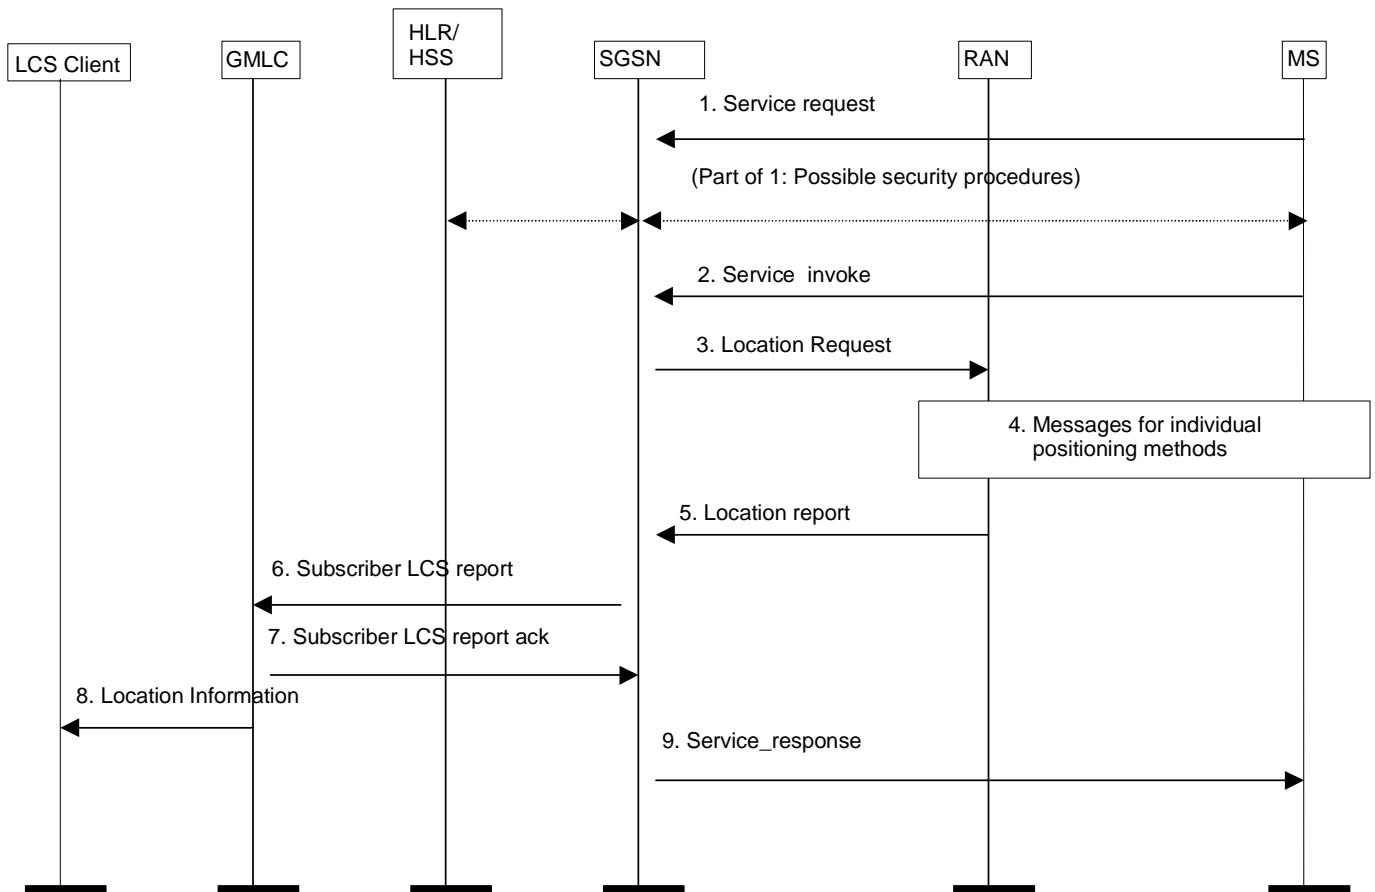 LCS Client
GMLC
HLR/
HSS
SGSN
RAN
MS
1. Service request
(Part of 1: Possible security procedures)
2. Service  invoke
3. Location Request
4. Messages for individual
positioning methods
5. Location report
6. Subscriber LCS report
7. Subscriber LCS report ack
8. Location Information
9. Service_response